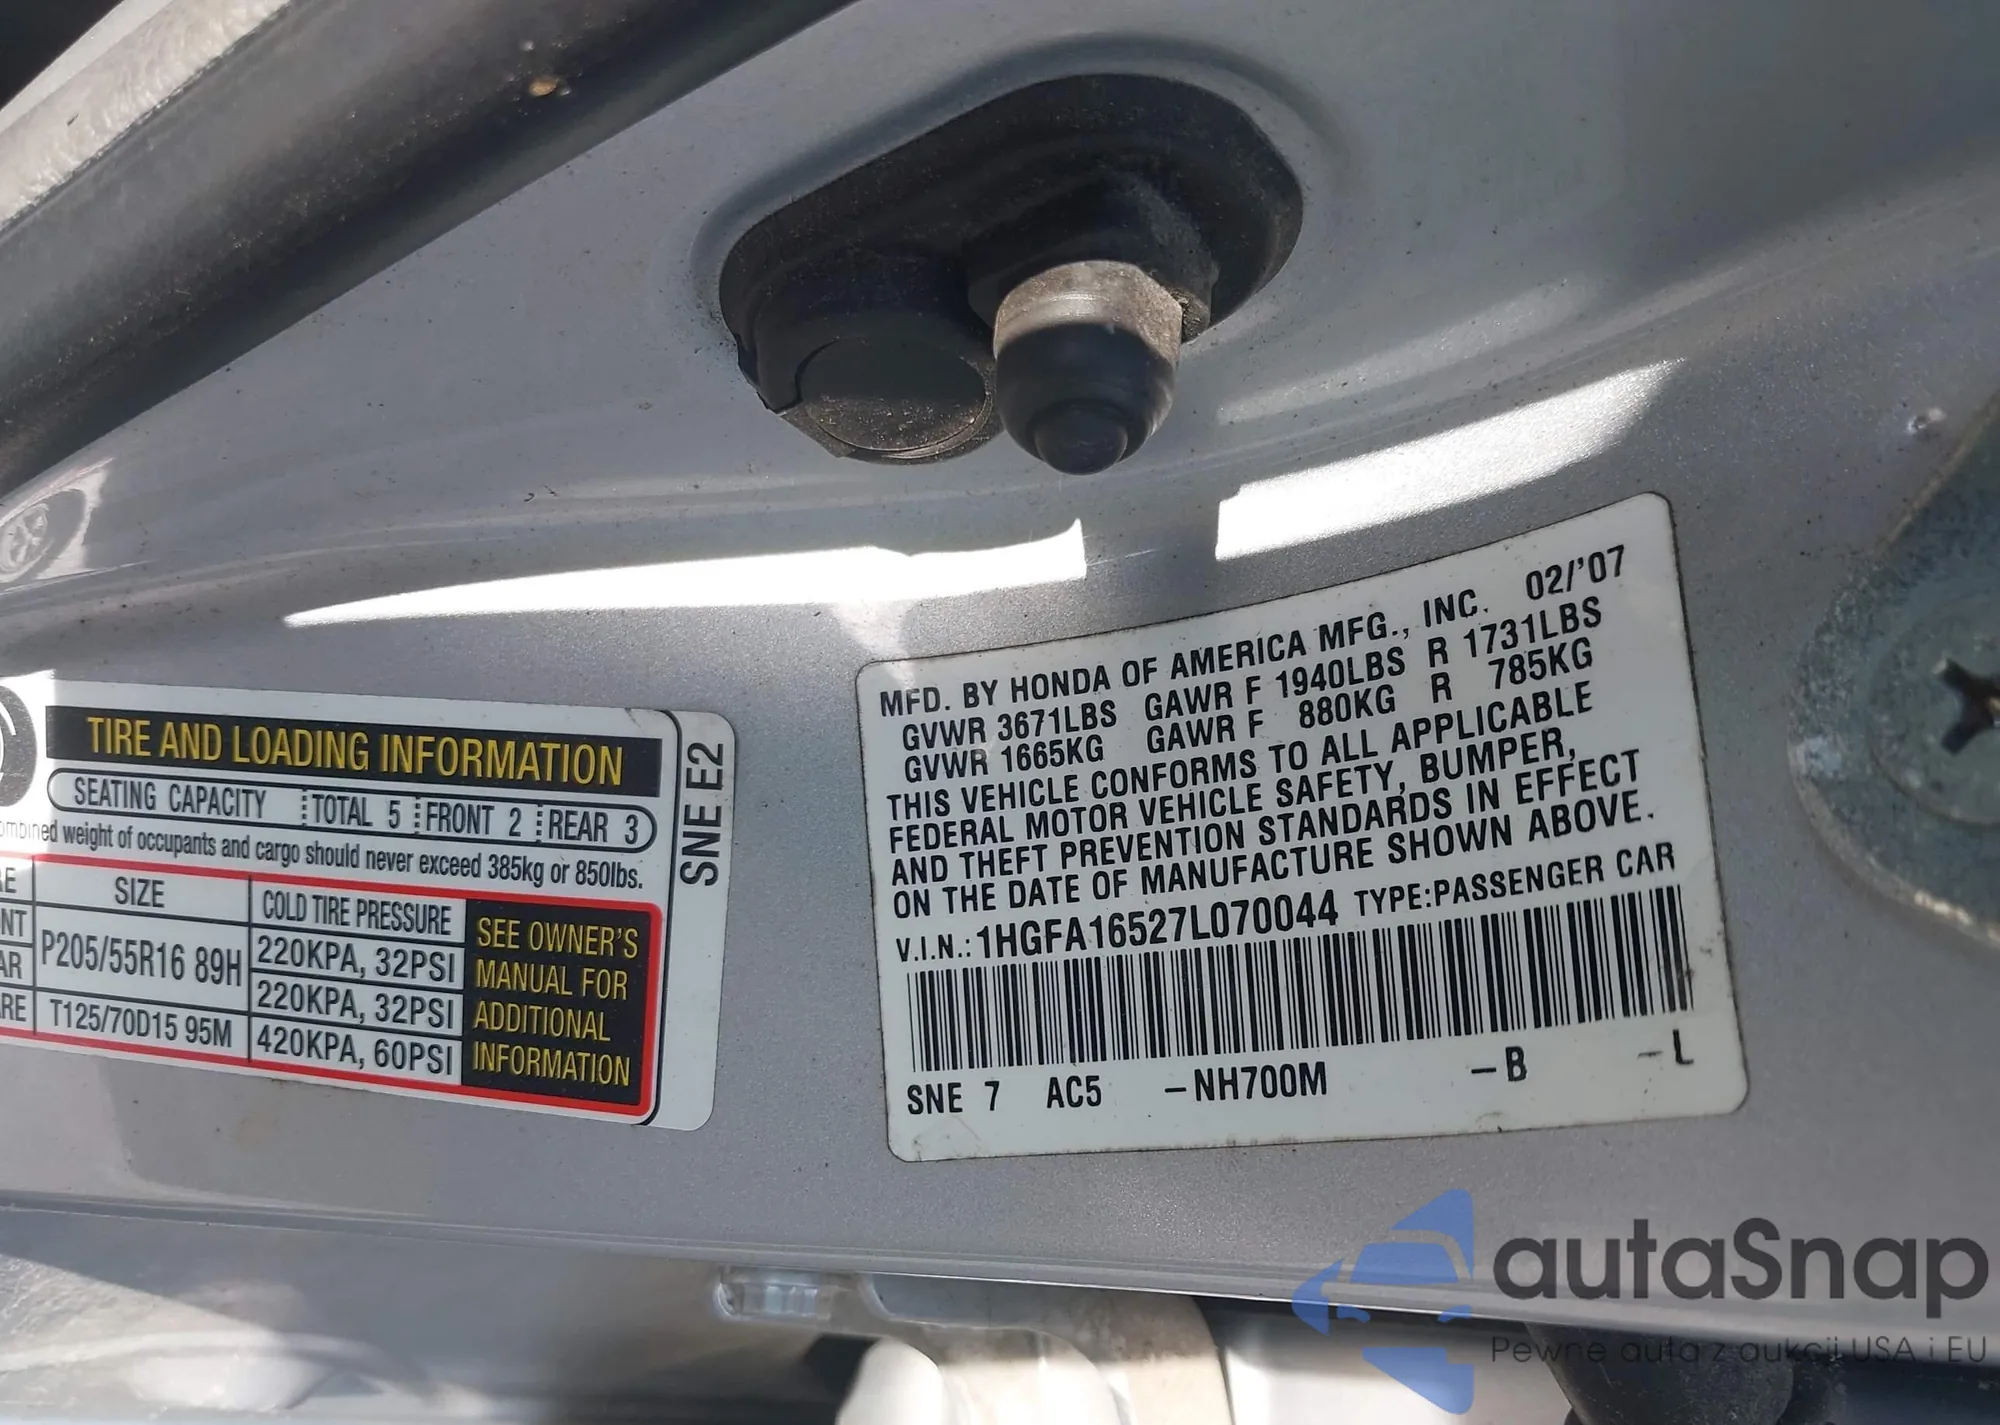 TIRE AND LOADING INFORMATION
SEATING CAPACITY TOTAL 5 FRONT 2 REAR 3
weight of occupants and cargo should never exceed 385kg or 850lbs.
SIZE COLD TIRE PRESSURE
P205/55R16 89H 220KPA, 32PSI
220KPA, 32PSI
T125/70D15 95M 420KPA, 60PSI
SEE OWNER'S
MANUAL FOR
ADDITIONAL
INFORMATION
SNE E2
MFD. BY HONDA OF AMERICA MFG., INC. 02/'07
GVWR 3671LBS GAWR F 1940LBS R 1731LBS
GVWR 1665KG GAWR F 880KG R 785KG
THIS VEHICLE CONFORMS TO ALL APPLICABLE
FEDERAL MOTOR VEHICLE SAFETY, BUMPER,
AND THEFT PREVENTION STANDARDS IN EFFECT
ON THE DATE OF MANUFACTURE SHOWN ABOVE.
V.I.N.: 1HGFA16527L070044 TYPE:PASSENGER CAR
SNE 7 AC5 -NH700M -B -L
autaSnap
Pewne auta z aukcji USA i EU